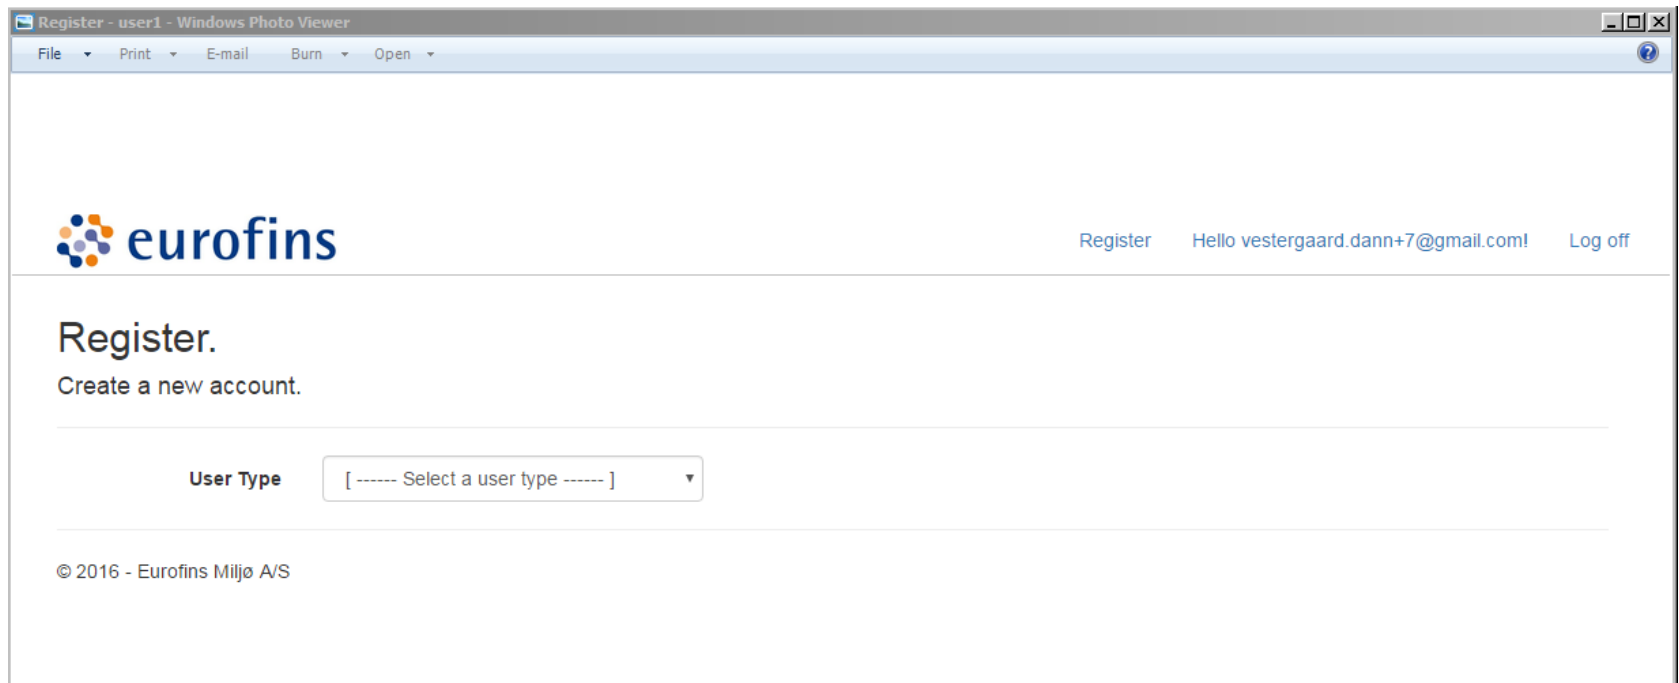 Register - user1 - Windows Photo Viewer
File Print E-mail Burn Open
eurofins
Register Hello vestergaard.dann+7@gmail.com! Log off
Register.
Create a new account.
User Type [ ------ Select a user type ------ ]
© 2016 - Eurofins Miljø A/S